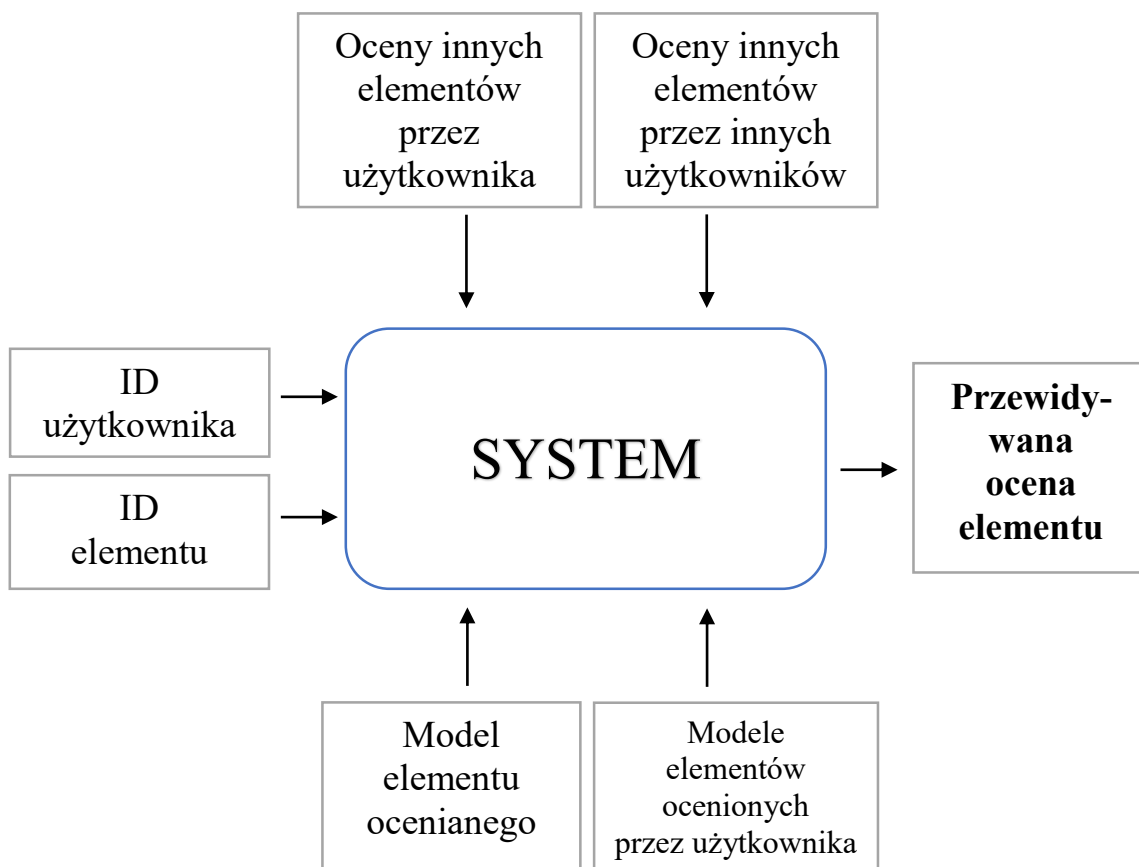 Oceny innych
elementów
przez
użytkownika
Oceny innych
elementów
przez innych
użytkowników
ID
użytkownika
ID
elementu
SYSTEM
Przewidy-
wana
ocena
elementu
Model
elementu
ocenianego
Modele
elementów
ocenionych
przez użytkownika